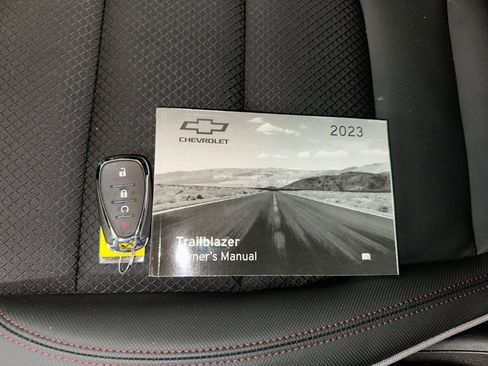 2023
CHEVROLET
Trailblazer
Owner's Manual